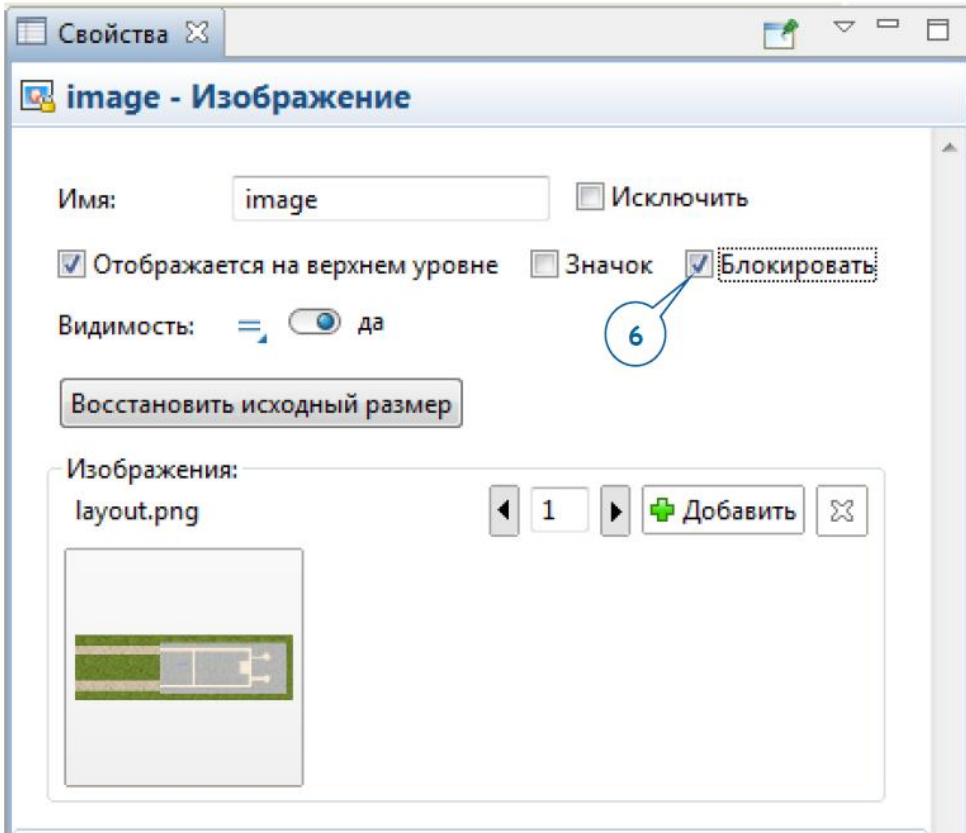 Свойства
image - Изображение
Имя: image Исключить
Отображается на верхнем уровне Значок Блокировать
Видимость: = да
6
Восстановить исходный размер
Изображения:
layout.png 1 Добавить